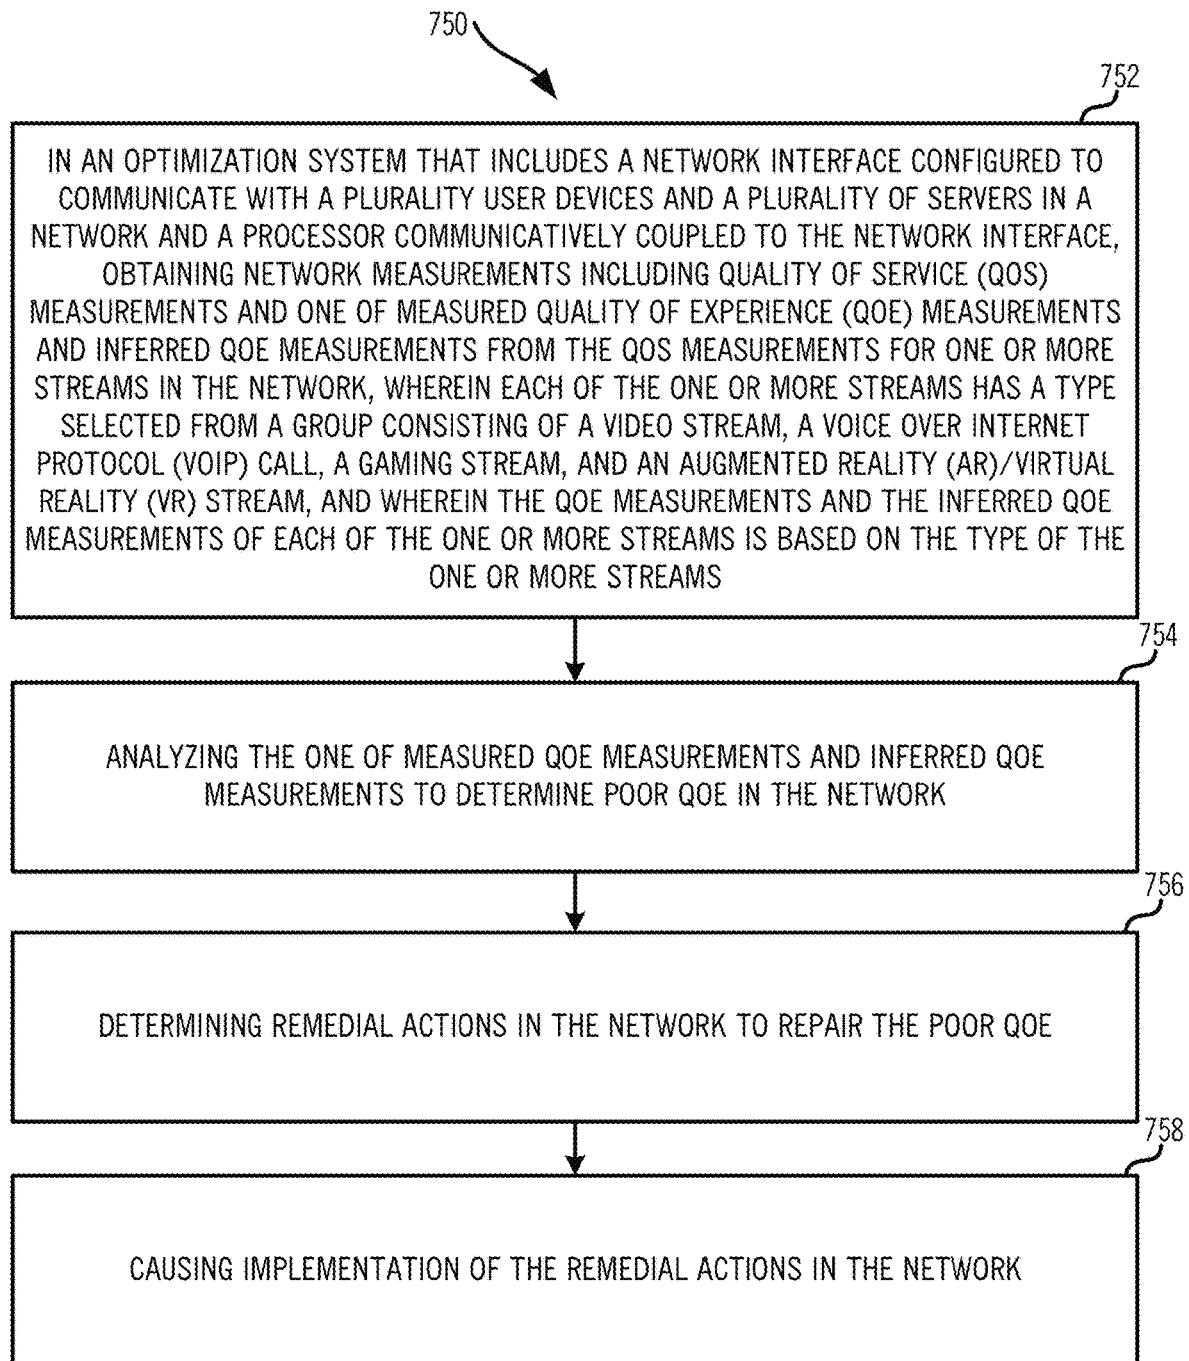 750
752
IN AN OPTIMIZATION SYSTEM THAT INCLUDES A NETWORK INTERFACE CONFIGURED TO
COMMUNICATE WITH A PLURALITY USER DEVICES AND A PLURALITY OF SERVERS IN A
NETWORK AND A PROCESSOR COMMUNICATIVELY COUPLED TO THE NETWORK INTERFACE,
OBTAINING NETWORK MEASUREMENTS INCLUDING QUALITY OF SERVICE (QOS)
MEASUREMENTS AND ONE OF MEASURED QUALITY OF EXPERIENCE (QOE) MEASUREMENTS
AND INFERRED QOE MEASUREMENTS FROM THE QOS MEASUREMENTS FOR ONE OR MORE
STREAMS IN THE NETWORK, WHEREIN EACH OF THE ONE OR MORE STREAMS HAS A TYPE
SELECTED FROM A GROUP CONSISTING OF A VIDEO STREAM, A VOICE OVER INTERNET
PROTOCOL (VOIP) CALL, A GAMING STREAM, AND AN AUGMENTED REALITY (AR)/VIRTUAL
REALITY (VR) STREAM, AND WHEREIN THE QOE MEASUREMENTS AND THE INFERRED QOE
MEASUREMENTS OF EACH OF THE ONE OR MORE STREAMS IS BASED ON THE TYPE OF THE
ONE OR MORE STREAMS
754
ANALYZING THE ONE OF MEASURED QOE MEASUREMENTS AND INFERRED QOE
MEASUREMENTS TO DETERMINE POOR QOE IN THE NETWORK
756
DETERMINING REMEDIAL ACTIONS IN THE NETWORK TO REPAIR THE POOR QOE
758
CAUSING IMPLEMENTATION OF THE REMEDIAL ACTIONS IN THE NETWORK